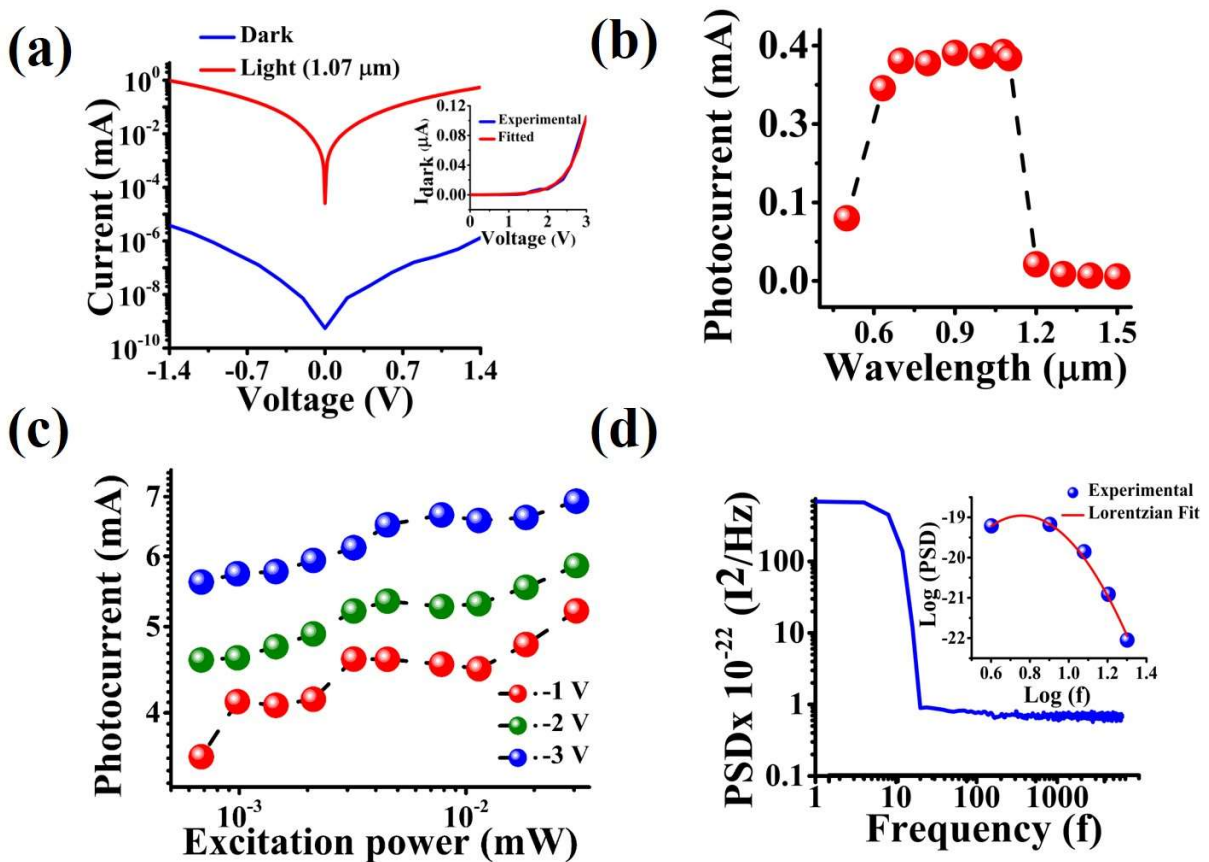 (a)
Dark
Light (1.07 μm)
Current (mA)
10^0
10^-2
10^-4
10^-6
10^-8
10^-10
-1.4 -0.7 0.0 0.7 1.4
Voltage (V)
I_dark (μA)
0.12
0.08
0.04
0.00
Experimental
Fitted
0 1 2 3
Voltage (V)
(b)
Photocurrent (mA)
0.4
0.3
0.1
0.0
0.6 0.9 1.2 1.5
Wavelength (μm)
(c)
Photocurrent (mA)
7
6
5
4
-1 V
-2 V
-3 V
10^-3 10^-2
Excitation power (mW)
(d)
PSDx 10^-22 (I^2/Hz)
100
10
1
0.1
1 10 100 1000
Frequency (f)
Experimental
Lorentzian Fit
Log (PSD)
-19
-20
-21
-22
0.6 0.8 1.0 1.2 1.4
Log (f)